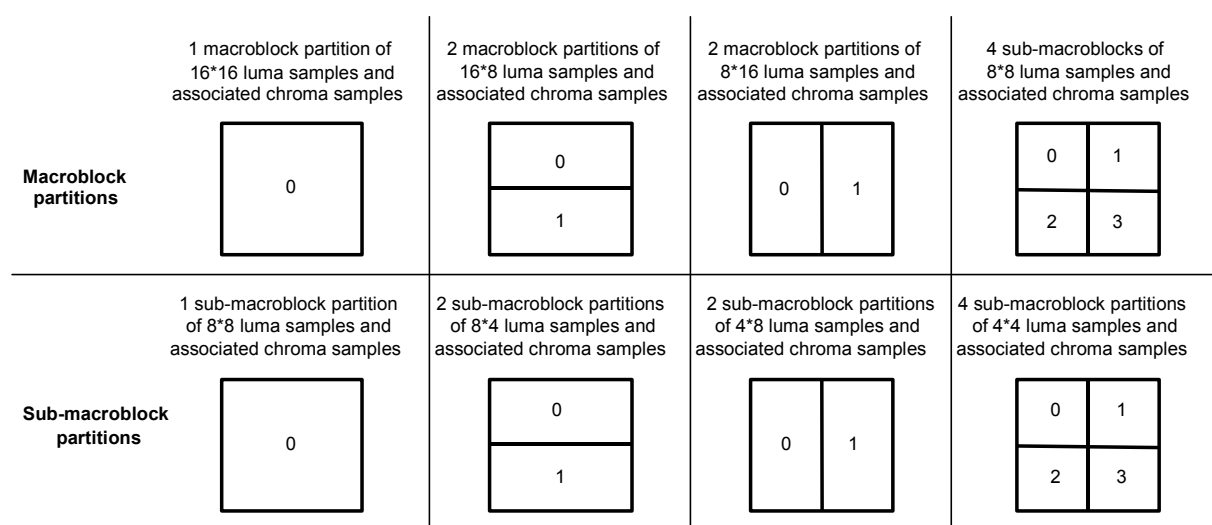 1 macroblock partition of
16*16 luma samples and
associated chroma samples
2 macroblock partitions of
16*8 luma samples and
associated chroma samples
2 macroblock partitions of
8*16 luma samples and
associated chroma samples
4 sub-macroblocks of
8*8 luma samples and
associated chroma samples
Macroblock
partitions
0
0
1
0 1
0 1
2 3
1 sub-macroblock partition
of 8*8 luma samples and
associated chroma samples
2 sub-macroblock partitions
of 8*4 luma samples and
associated chroma samples
2 sub-macroblock partitions
of 4*8 luma samples and
associated chroma samples
4 sub-macroblock partitions
of 4*4 luma samples and
associated chroma samples
Sub-macroblock
partitions
0
0
1
0 1
0 1
2 3